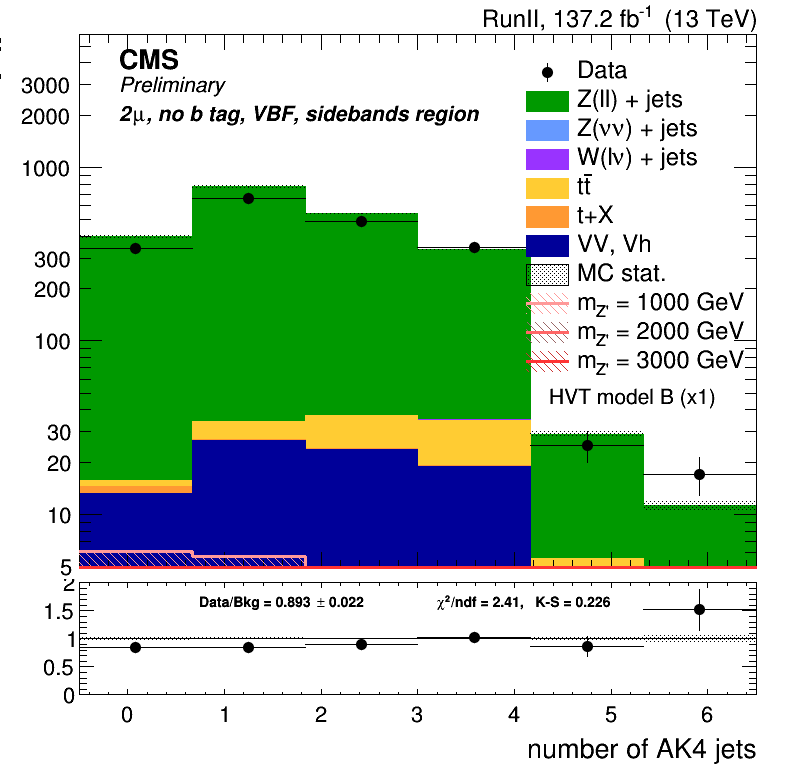 RunII, 137.2 fb⁻¹ (13 TeV)
CMS
Preliminary
2μ, no b tag, VBF, sidebands region
Data
Z(ll) + jets
Z(νν) + jets
W(lν) + jets
tt̄
t+X
VV, Vh
MC stat.
m_Z' = 1000 GeV
m_Z' = 2000 GeV
m_Z' = 3000 GeV
HVT model B (x1)
3000
2000
1000
300
200
100
30
20
10
5
Data/Bkg = 0.893 ± 0.022
χ²/ndf = 2.41, K-S = 0.226
2
1.5
1
0.5
0
0 1 2 3 4 5 6
number of AK4 jets